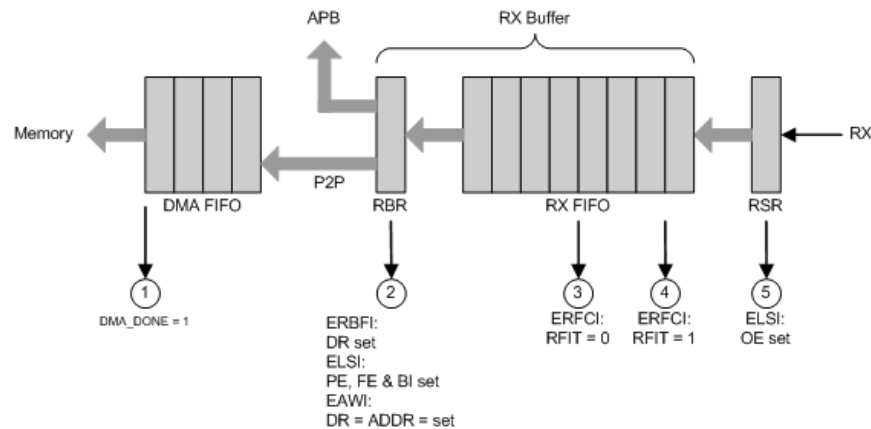 APB
RX Buffer
Memory
RX
P2P
DMA FIFO
RBR
RX FIFO
RSR
1
2
3
4
5
DMA_DONE = 1
ERBFI:
DR set
ELSI:
PE, FE & BI set
EAWI:
DR = ADDR = set
ERFCI:
RFIT = 0
ERFCI:
RFIT = 1
ELSI:
OE set